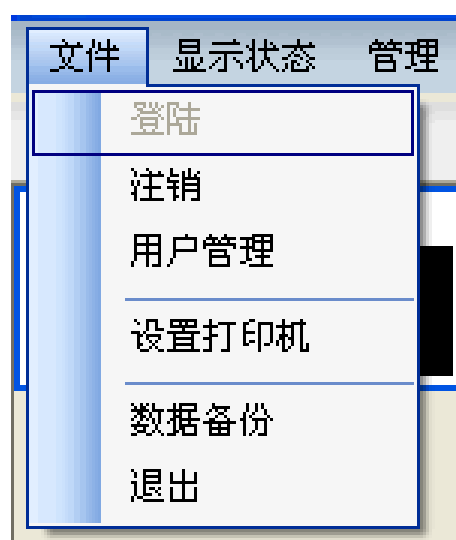 文件 显示状态 管理
登陆
注销
用户管理
设置打印机
数据备份
退出